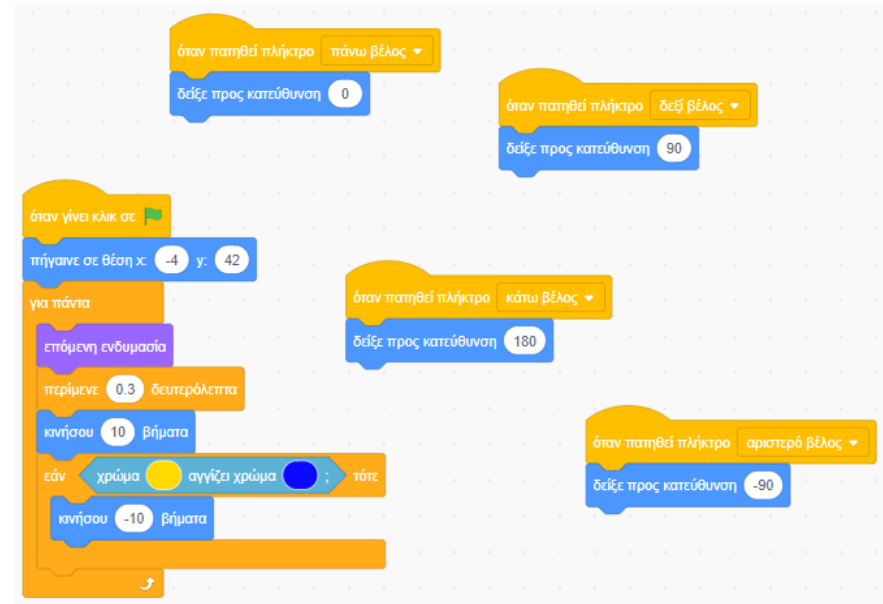 όταν πατηθεί πλήκτρο πάνω βέλος
δείξε προς κατεύθυνση 0
όταν πατηθεί πλήκτρο δεξί βέλος
δείξε προς κατεύθυνση 90
όταν γίνει κλικ σε
πήγαινε σε θέση x: -4 y: 42
για πάντα
επόμενη ενδυμασία
περίμενε 0.3 δευτερόλεπτα
κινήσου 10 βήματα
εάν χρώμα αγγίζει χρώμα ; τότε
κινήσου -10 βήματα
όταν πατηθεί πλήκτρο κάτω βέλος
δείξε προς κατεύθυνση 180
όταν πατηθεί πλήκτρο αριστερό βέλος
δείξε προς κατεύθυνση -90